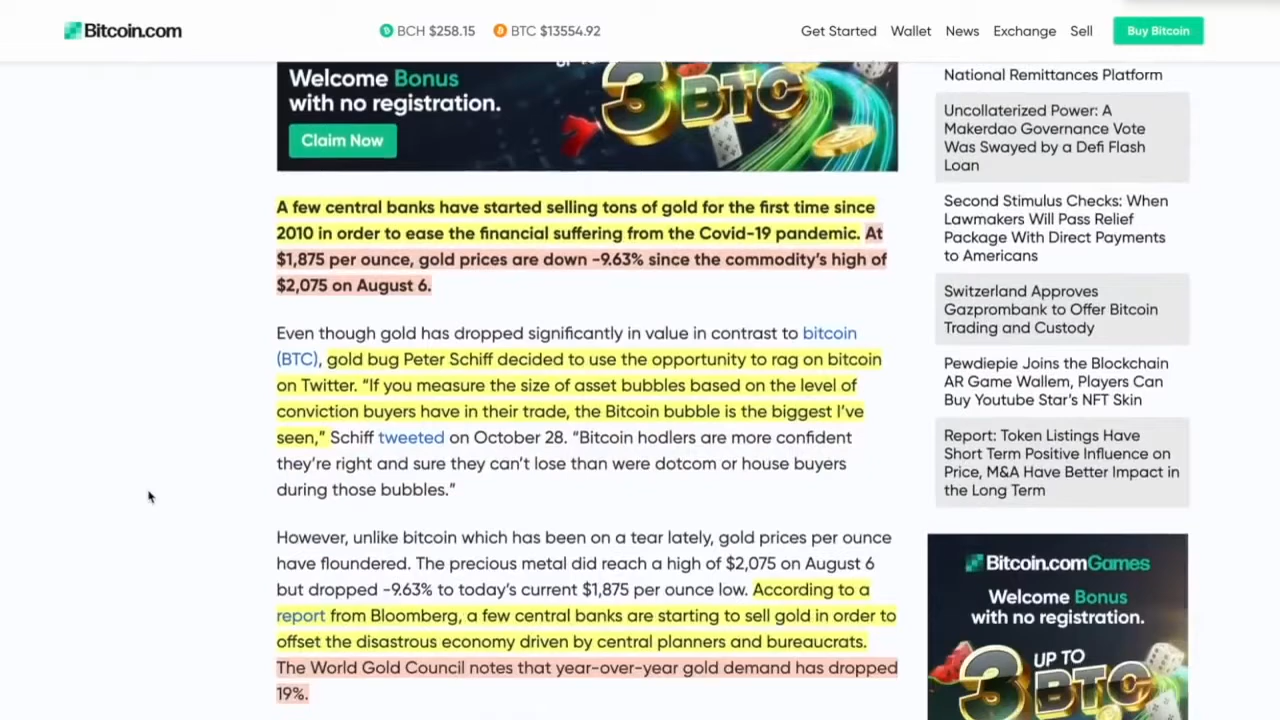 Bitcoin.com
BCH $258.15 BTC $13554.92
Get Started Wallet News Exchange Sell Buy Bitcoin
Welcome Bonus
with no registration.
Claim Now
3 BTC
A few central banks have started selling tons of gold for the first time since
2010 in order to ease the financial suffering from the Covid-19 pandemic. At
$1,875 per ounce, gold prices are down -9.63% since the commodity's high of
$2,075 on August 6.
Even though gold has dropped significantly in value in contrast to bitcoin
(BTC), gold bug Peter Schiff decided to use the opportunity to rag on bitcoin
on Twitter. “If you measure the size of asset bubbles based on the level of
conviction buyers have in their trade, the Bitcoin bubble is the biggest I've
seen,” Schiff tweeted on October 28. “Bitcoin hodlers are more confident
they're right and sure they can't lose than were dotcom or house buyers
during those bubbles.”
However, unlike bitcoin which has been on a tear lately, gold prices per ounce
have floundered. The precious metal did reach a high of $2,075 on August 6
but dropped -9.63% to today's current $1,875 per ounce low. According to a
report from Bloomberg, a few central banks are starting to sell gold in order to
offset the disastrous economy driven by central planners and bureaucrats.
The World Gold Council notes that year-over-year gold demand has dropped
19%.
National Remittances Platform
Uncollaterized Power: A
Makerdao Governance Vote
Was Swayed by a Defi Flash
Loan
Second Stimulus Checks: When
Lawmakers Will Pass Relief
Package With Direct Payments
to Americans
Switzerland Approves
Gazprombank to Offer Bitcoin
Trading and Custody
Pewdiepie Joins the Blockchain
AR Game Wallem, Players Can
Buy Youtube Star's NFT Skin
Report: Token Listings Have
Short Term Positive Influence on
Price, M&A Have Better Impact in
the Long Term
Bitcoin.comGames
Welcome Bonus
with no registration.
UP TO
3 BTC